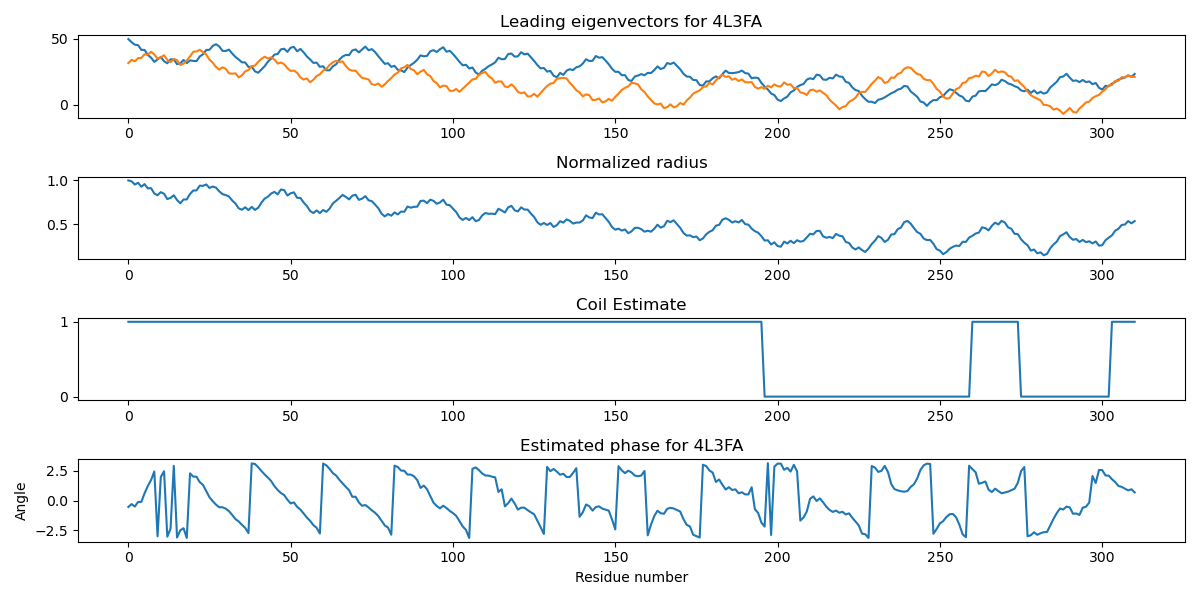 Leading eigenvectors for 4L3FA
50
0
0 50 100 150 200 250 300
Normalized radius
1.0
0.5
0 50 100 150 200 250 300
Coil Estimate
1
0
0 50 100 150 200 250 300
Estimated phase for 4L3FA
Angle
2.5
0.0
−2.5
0 50 100 150 200 250 300
Residue number